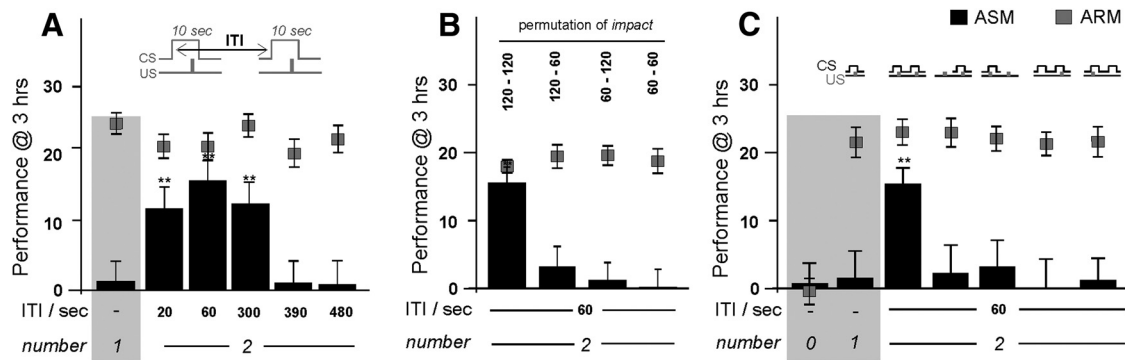 A
10 sec
10 sec
ITI
CS
US
Performance @ 3 hrs
30
20
10
0
**
**
**
ITI / sec
-
20
60
300
390
480
number
1
2
B
permutation of impact
120 - 120
120 - 60
60 - 120
60 - 60
Performance @ 3 hrs
30
20
10
0
ITI / sec
60
number
2
C
ASM
ARM
CS
US
Performance @ 3 hrs
30
20
10
0
**
ITI / sec
-
-
60
number
0
1
2